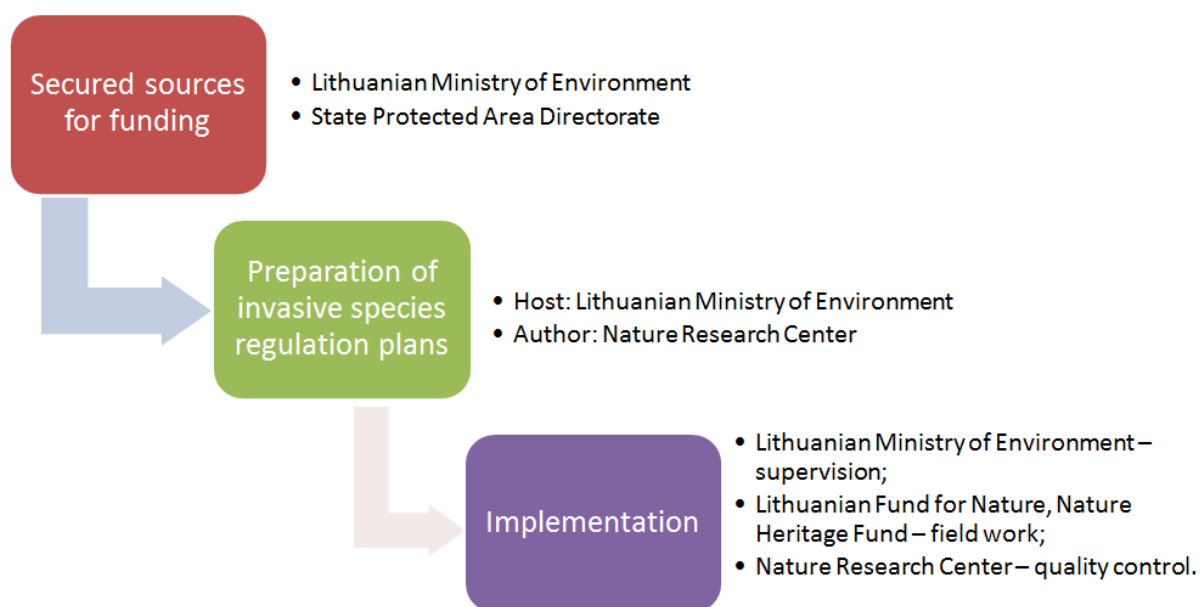 Secured sources
for funding
• Lithuanian Ministry of Environment
• State Protected Area Directorate
Preparation of
invasive species
regulation plans
• Host: Lithuanian Ministry of Environment
• Author: Nature Research Center
Implementation
• Lithuanian Ministry of Environment –
supervision;
• Lithuanian Fund for Nature, Nature
Heritage Fund – field work;
• Nature Research Center – quality control.